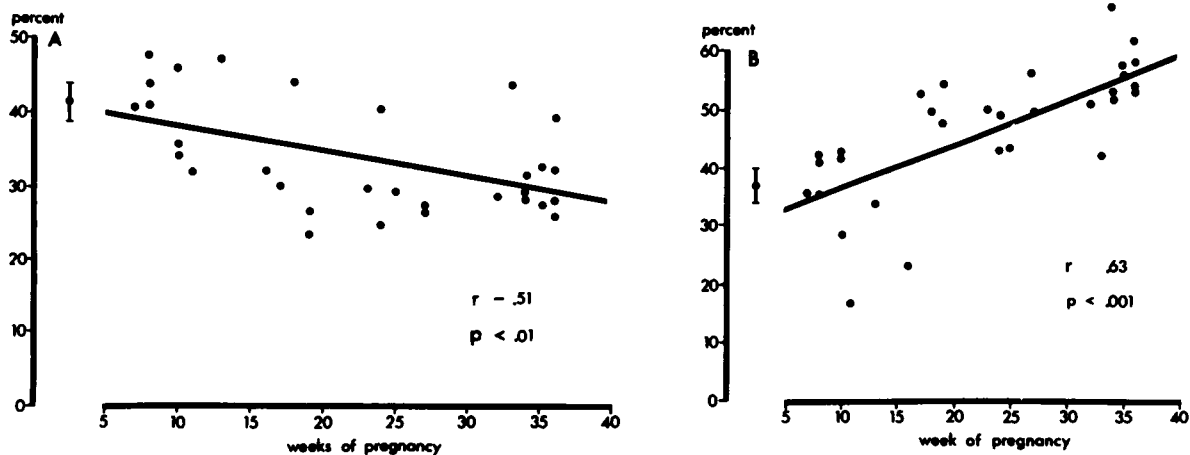 percent
A
50
40
30
20
10
0
r - .51
p < .01
5 10 15 20 25 30 35 40
weeks of pregnancy
percent
B
60
50
40
30
20
10
0
r .63
p < .001
5 10 20 25 30 35 40
week of pregnancy